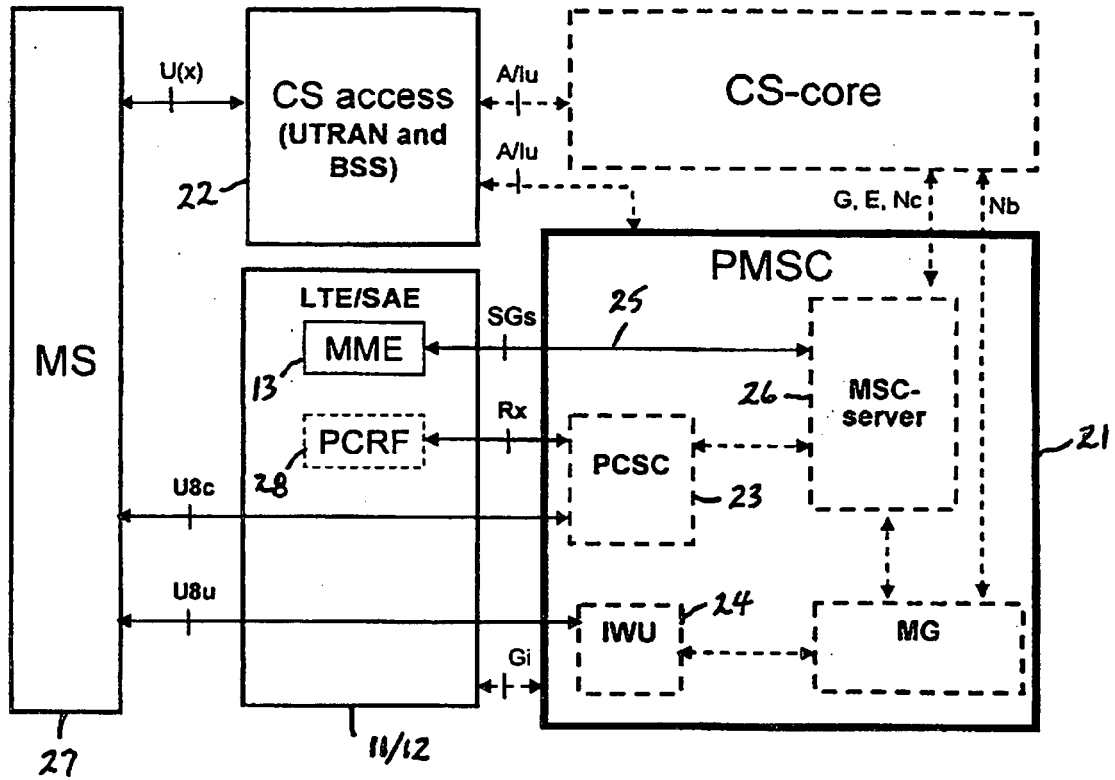 U(x)
CS access
(UTRAN and
BSS)
A/Iu
A/Iu
CS-core
22
G, E, Nc
Nb
PMSC
MS
LTE/SAE
MME
13
SGs
25
MSC-
server
26
21
PCRF
28
Rx
PCSC
23
U8c
U8u
IWU
24
MG
Gi
27
11/12